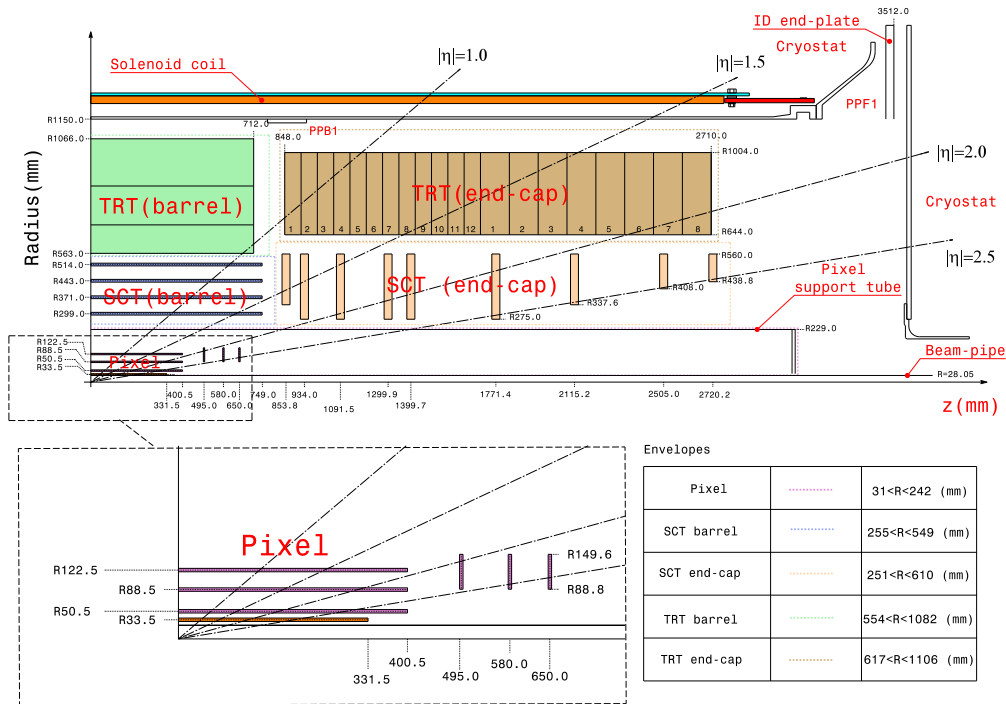 3512.0
ID end-plate
Cryostat
|η|=1.0
Solenoid coil
|η|=1.5
PPF1
R1150.0
712.0
PPB1
R1066.0
848.0
2710.0
R1004.0
Radius(mm)
TRT(barrel)
TRT(end-cap)
|η|=2.0
Cryostat
1 2 3 4 5 6 7 8 9 10 11 12 1 2 3 4 5 6 7 8
R644.0
R563.0
R560.0
R514.0
R443.0
R371.0
R299.0
SCT(barrel)
SCT (end-cap)
R438.8
R408.0
R337.6
R275.0
Pixel
support tube
|η|=2.5
R229.0
R122.5
R88.5
R50.5
R33.5
Pixel
Beam-pipe
R=28.05
400.5 580.0 749.0 934.0 1299.9 1771.4 2115.2 2505.0 2720.2
331.5 495.0 650.0 853.8 1091.5 1399.7
z(mm)
Pixel
R122.5
R88.5
R50.5
R33.5
R149.6
R88.8
400.5 580.0
331.5 495.0 650.0
Envelopes
Pixel 31<R<242 (mm)
SCT barrel 255<R<549 (mm)
SCT end-cap 251<R<610 (mm)
TRT barrel 554<R<1082 (mm)
TRT end-cap 617<R<1106 (mm)